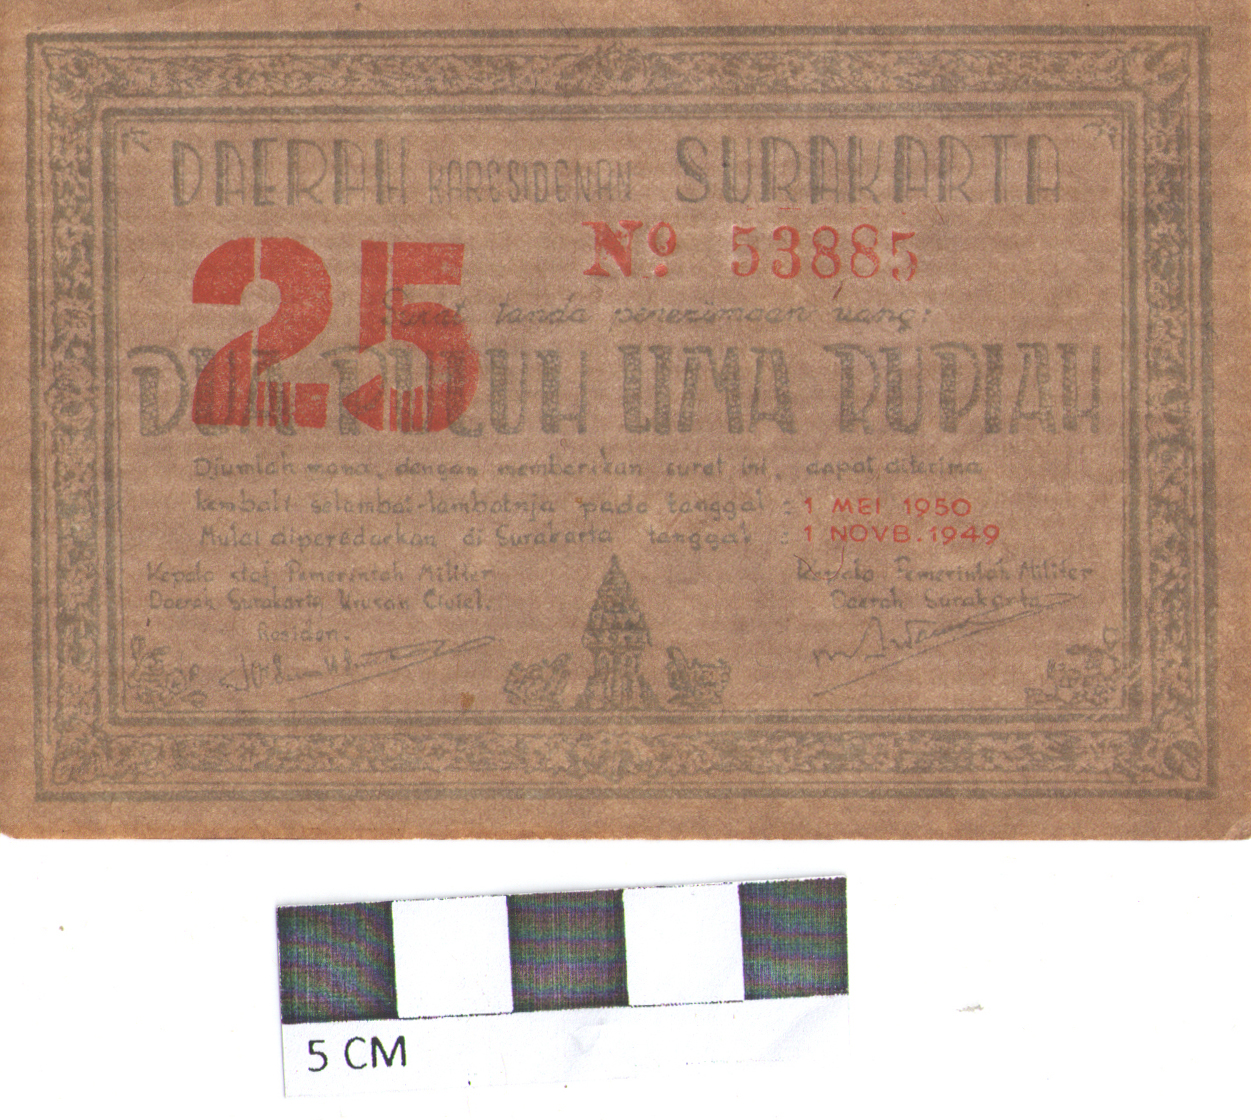 DAERAH KARESIDENAN SURAKARTA
25
No 53885
Surat tanda penerimaan uang:
DUA PULUH LIMA RUPIAH
Djumlah mana, dengan memberikan surat ini, dapat diterima
kembali selambat-lambatnja pada tanggal : 1 MEI 1950
Mulai diperedarkan di Surakarta tanggal : 1 NOVB. 1949
Kepala staf Pemerintah Militer
Daerah Surakarta Urusan Civiel.
Residen.
Kepala Pemerintah Militer
Daerah Surakarta
5 CM